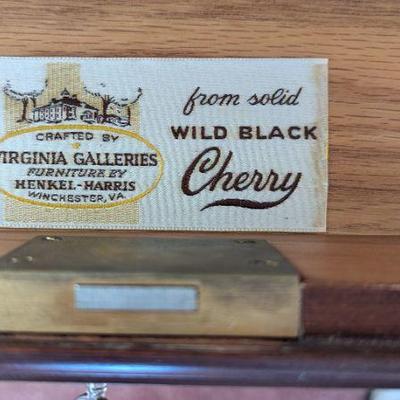 CRAFTED BY
VIRGINIA GALLERIES
FURNITURE BY
HENKEL-HARRIS
WINCHESTER, VA.
from solid
WILD BLACK
Cherry